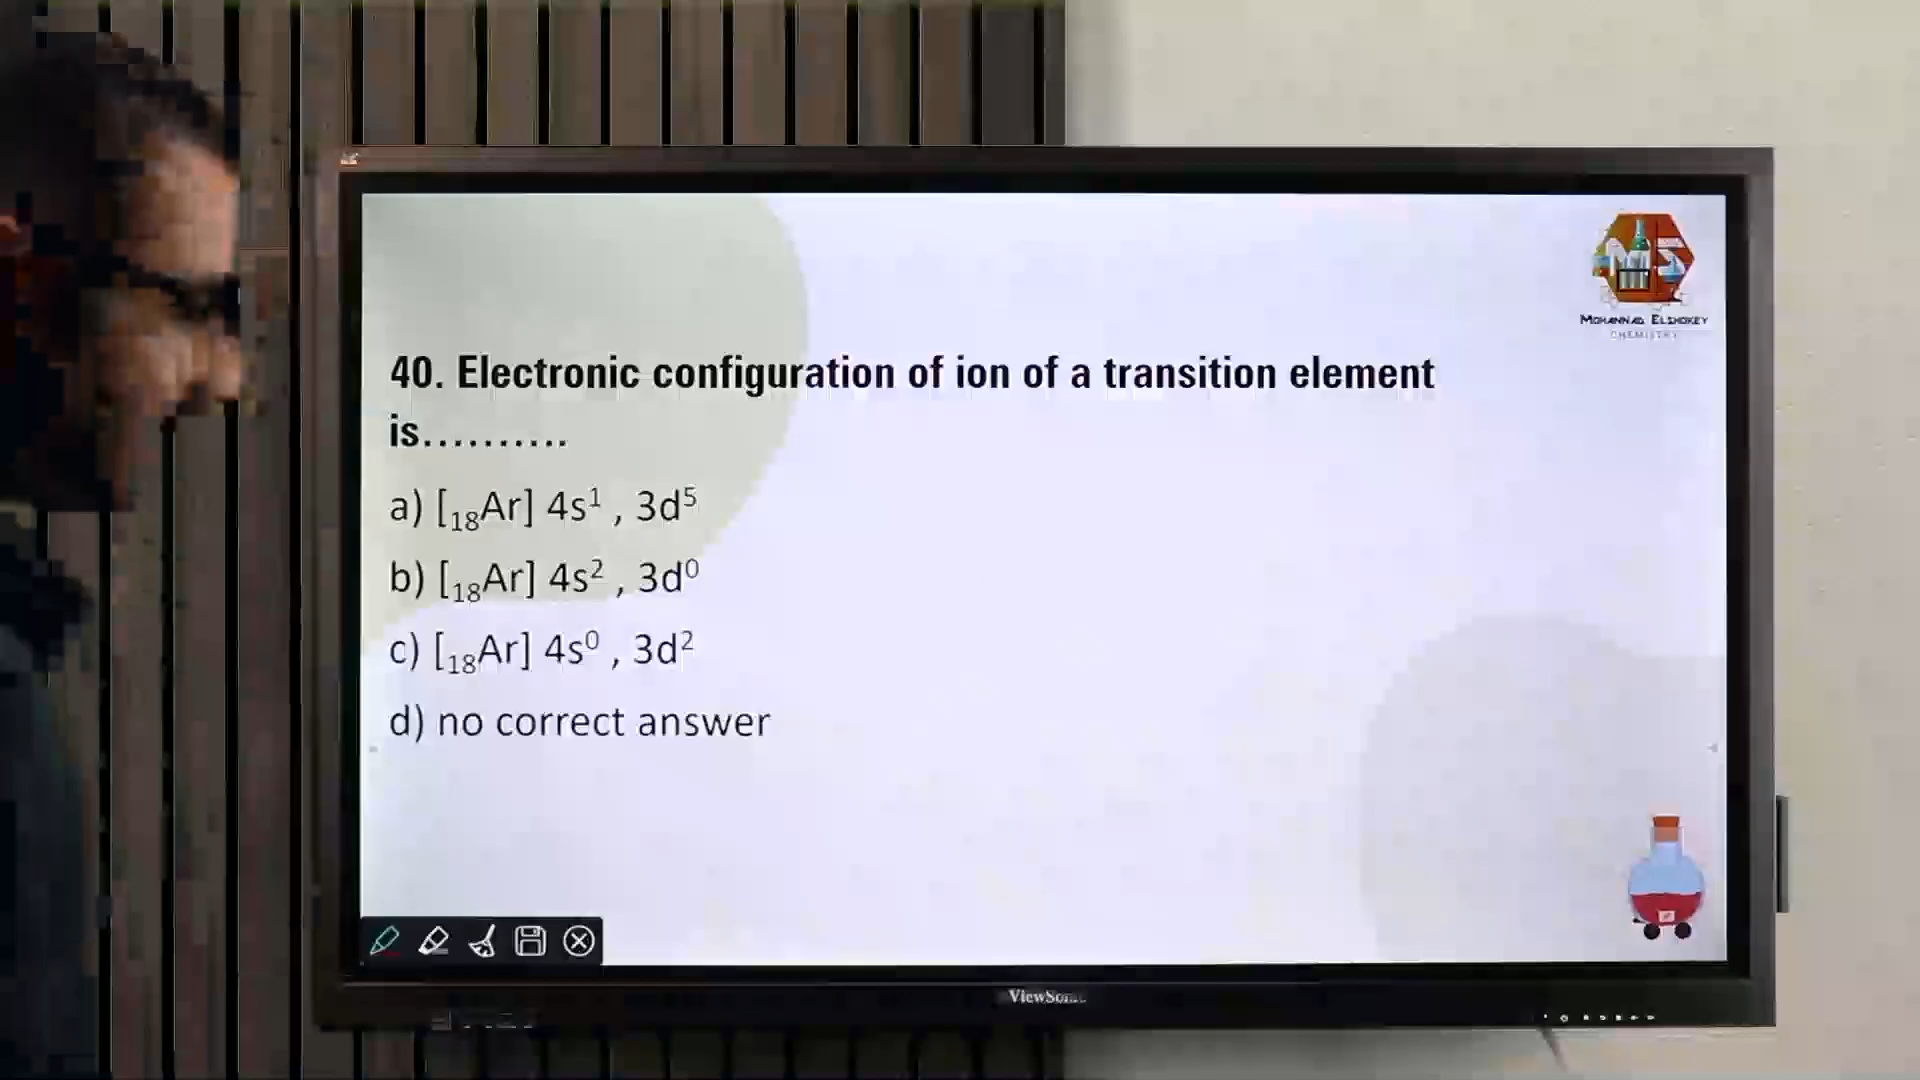 MOHANNAD ELSHOKEY
CHEMISTRY
40. Electronic configuration of ion of a transition element
is..........
a) [₁₈Ar] 4s¹ , 3d⁵
b) [₁₈Ar] 4s² , 3d⁰
c) [₁₈Ar] 4s⁰ , 3d²
d) no correct answer
ViewSonic